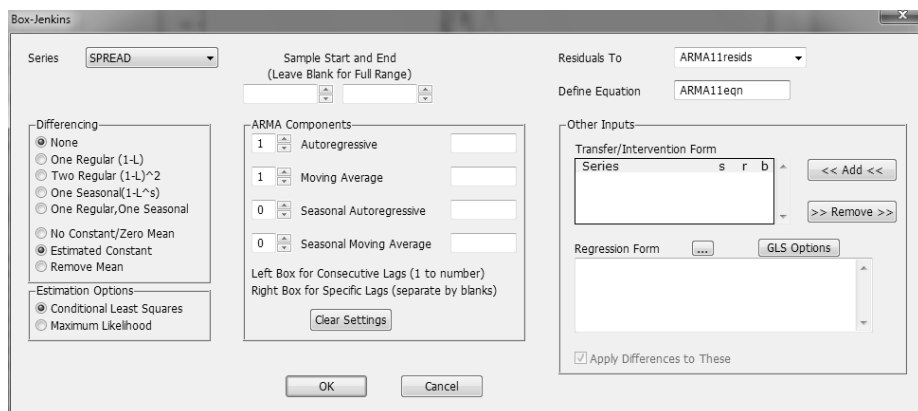 Box-Jenkins
x
Series SPREAD
Sample Start and End
(Leave Blank for Full Range)
Residuals To ARMA11resids
Define Equation ARMA11eqn
Differencing
None
One Regular (1-L)
Two Regular (1-L)^2
One Seasonal(1-L^s)
One Regular,One Seasonal
No Constant/Zero Mean
Estimated Constant
Remove Mean
Estimation Options
Conditional Least Squares
Maximum Likelihood
ARMA Components
1 Autoregressive
1 Moving Average
0 Seasonal Autoregressive
0 Seasonal Moving Average
Left Box for Consecutive Lags (1 to number)
Right Box for Specific Lags (separate by blanks)
Clear Settings
Other Inputs
Transfer/Intervention Form
Series s r b
<< Add <<
>> Remove >>
Regression Form ... GLS Options
Apply Differences to These
OK Cancel